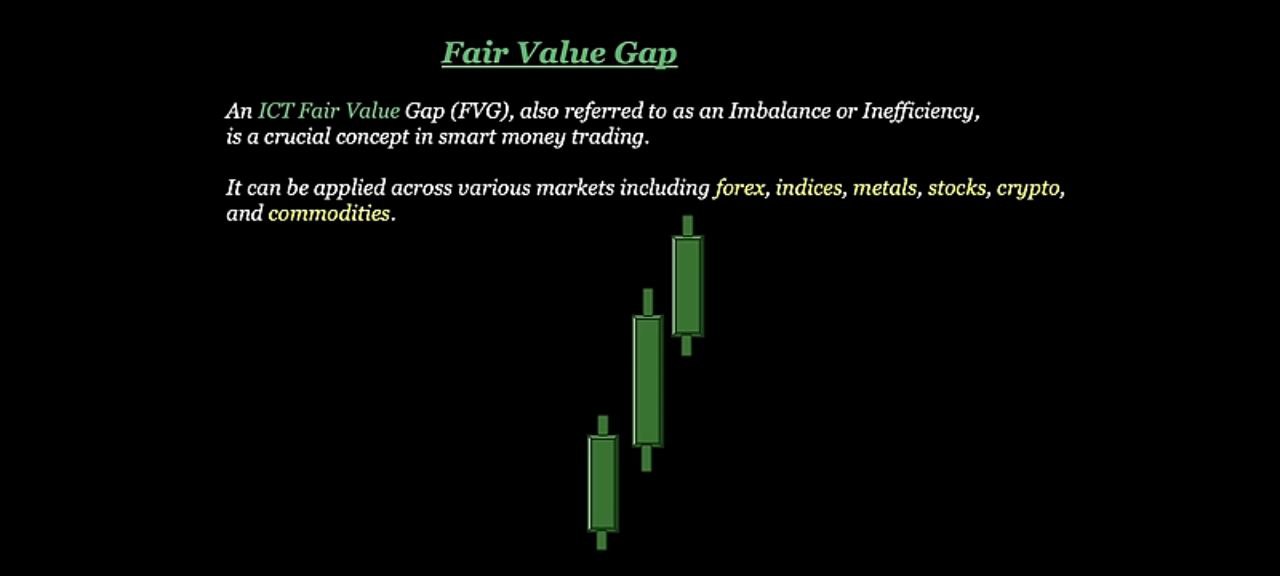 Fair Value Gap
An ICT Fair Value Gap (FVG), also referred to as an Imbalance or Inefficiency,
is a crucial concept in smart money trading.
It can be applied across various markets including forex, indices, metals, stocks, crypto,
and commodities.